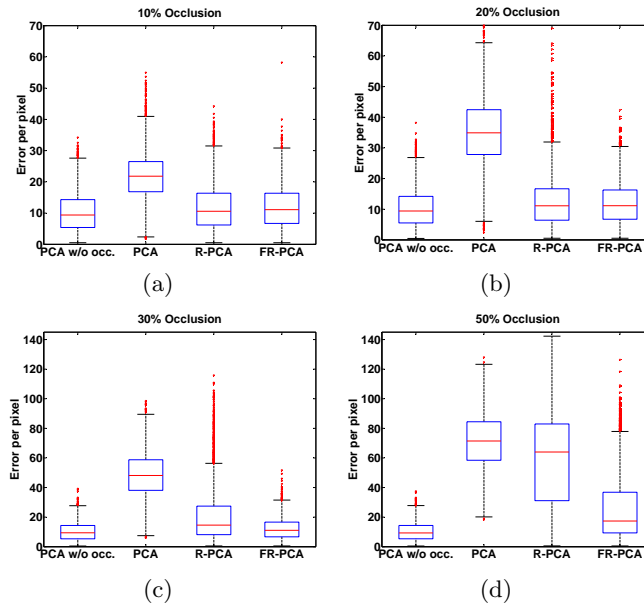 10% Occlusion
70
60
50
40
30
20
10
0
Error per pixel
PCA w/o occ. PCA R-PCA FR-PCA
(a)
20% Occlusion
70
60
50
40
30
20
10
0
Error per pixel
PCA w/o occ. PCA R-PCA FR-PCA
(b)
30% Occlusion
140
120
100
80
60
40
20
0
Error per pixel
PCA w/o occ. PCA R-PCA FR-PCA
(c)
50% Occlusion
140
120
100
80
60
40
20
0
Error per pixel
PCA w/o occ. PCA R-PCA FR-PCA
(d)